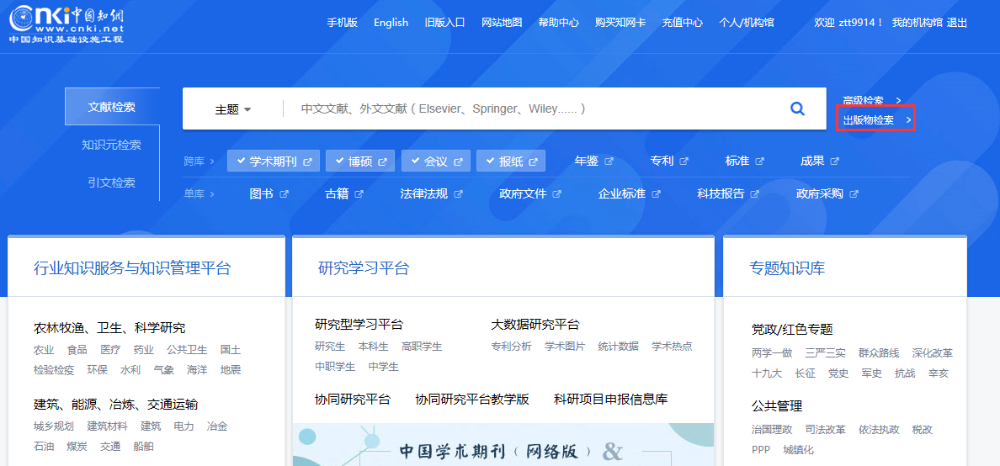 cnki中国知网
www.cnki.net
中国知识基础设施工程
手机版 English 旧版入口 网站地图 帮助中心 购买知网卡 充值中心 个人/机构馆 欢迎 ztt9914！ 我的机构馆 退出
文献检索
知识元检索
引文检索
主题 中文文献、外文文献（Elsevier、Springer、Wiley......）
高级检索 >
出版物检索 >
跨库 > 学术期刊 博硕 会议 报纸 年鉴 专利 标准 成果
单库 > 图书 古籍 法律法规 政府文件 企业标准 科技报告 政府采购
行业知识服务与知识管理平台
农林牧渔、卫生、科学研究
农业 食品 医疗 药业 公共卫生 国土
检验检疫 环保 水利 气象 海洋 地震
建筑、能源、冶炼、交通运输
城乡规划 建筑材料 建筑 电力 冶金
石油 煤炭 交通 船舶
研究学习平台
研究型学习平台
研究生 本科生 高职学生
中职学生 中学生
大数据研究平台
专利分析 学术图片 统计数据 学术热点
协同研究平台 协同研究平台教学版 科研项目申报信息库
中国学术期刊（网络版）&
专题知识库
党政/红色专题
两学一做 三严三实 群众路线 深化改革
十九大 长征 党史 军史 抗战 辛亥
公共管理
治国理政 司法改革 依法执政 税改
PPP 城镇化